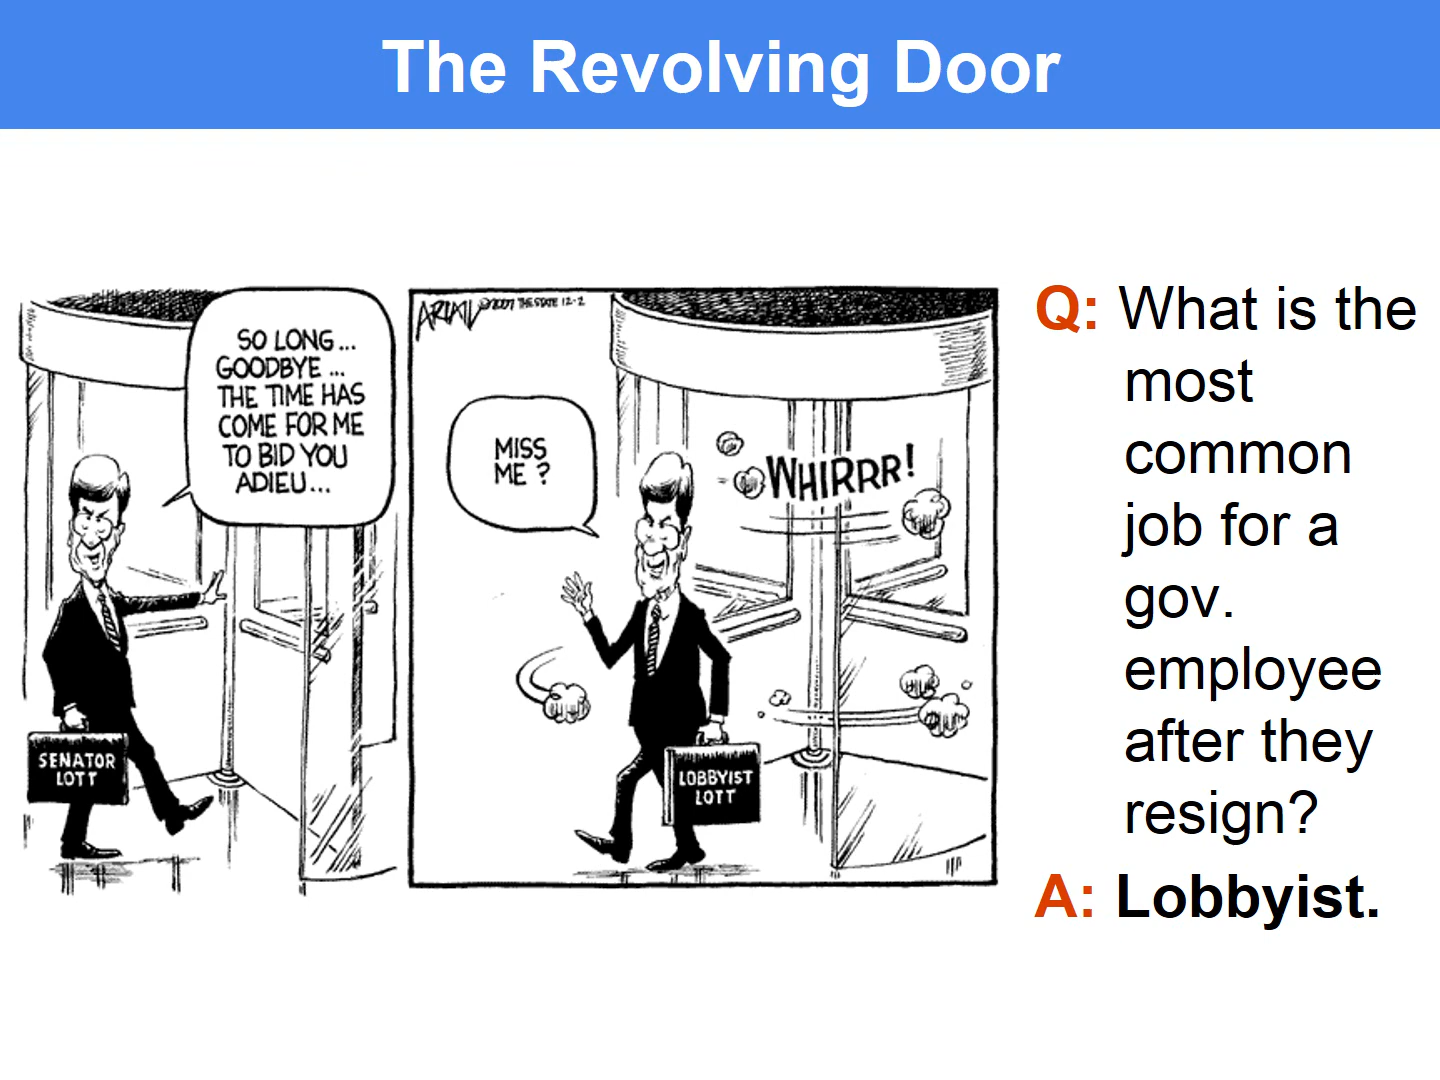 The Revolving Door
SO LONG...
GOODBYE...
THE TIME HAS
COME FOR ME
TO BID YOU
ADIEU...
SENATOR
LOTT
ARIAIL ©2007 THE STATE 12-2
MISS
ME?
WHIRRR!
LOBBYIST
LOTT
Q: What is the
most
common
job for a
gov.
employee
after they
resign?
A: Lobbyist.